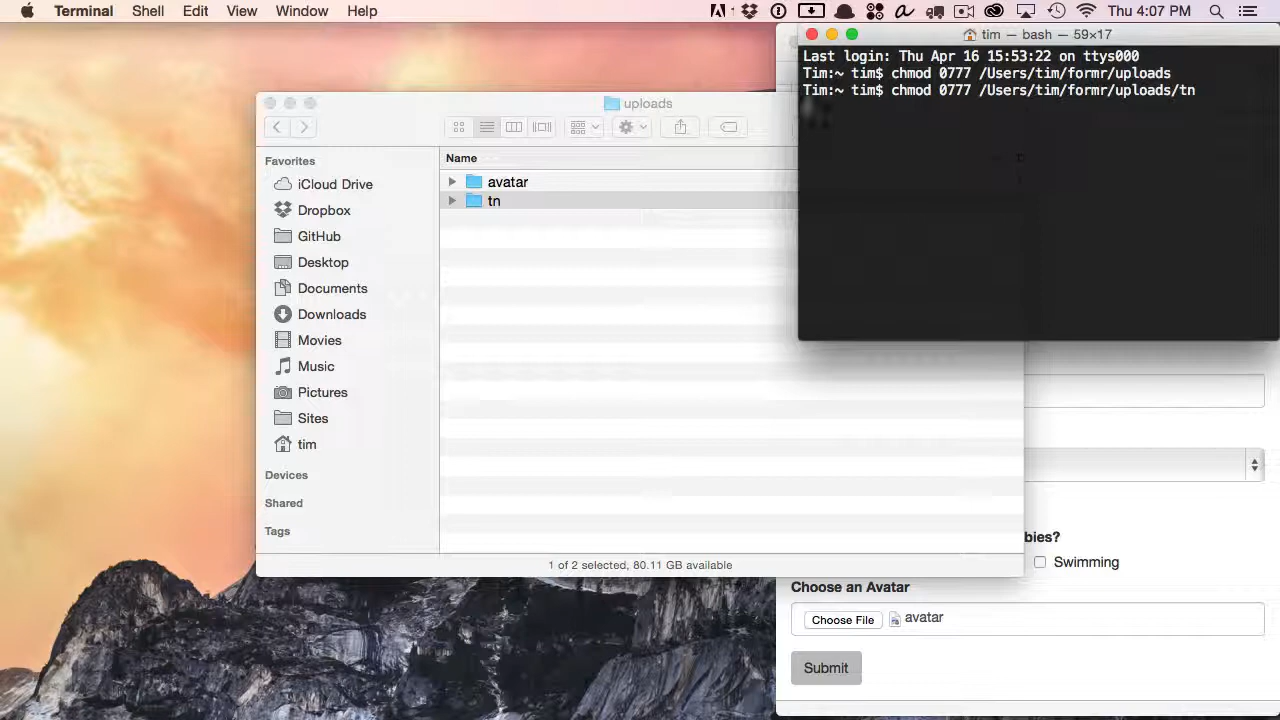 Terminal Shell Edit View Window Help Thu 4:07 PM
tim — bash — 59×17
Last login: Thu Apr 16 15:53:22 on ttys000
Tim:~ tim$ chmod 0777 /Users/tim/formr/uploads
Tim:~ tim$ chmod 0777 /Users/tim/formr/uploads/tn
uploads
Favorites
iCloud Drive
Dropbox
GitHub
Desktop
Documents
Downloads
Movies
Music
Pictures
Sites
tim
Devices
Shared
Tags
Name
avatar
tn
1 of 2 selected, 80.11 GB available
bies?
Swimming
Choose an Avatar
Choose File avatar
Submit